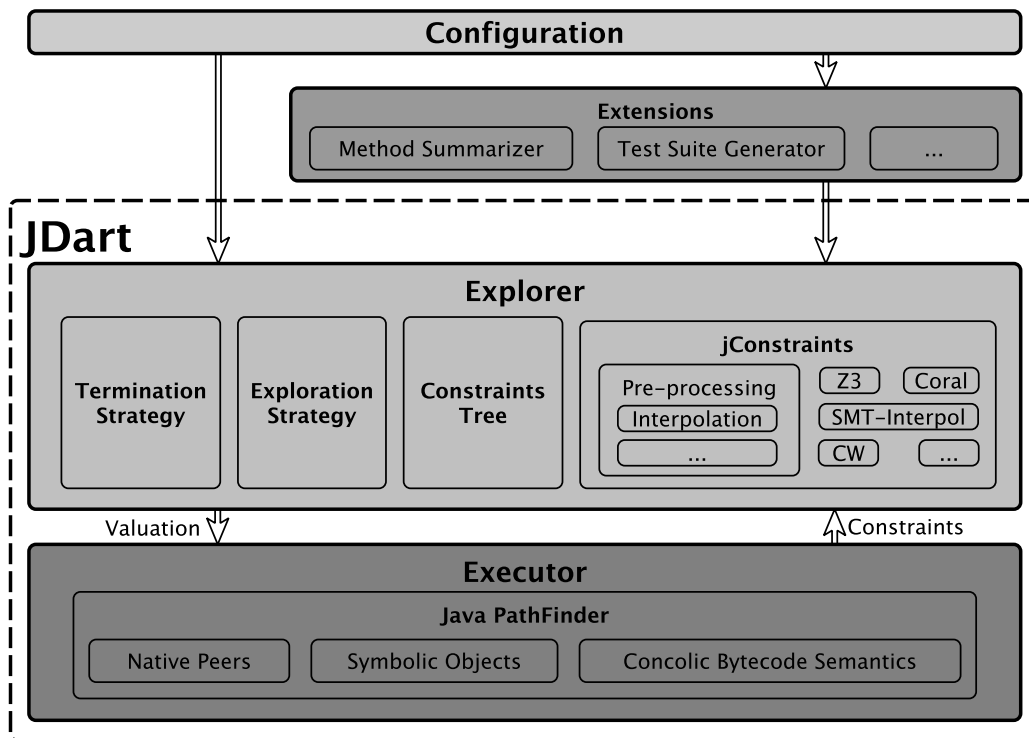 Configuration
Extensions
Method Summarizer
Test Suite Generator
...
JDart
Explorer
Termination
Strategy
Exploration
Strategy
Constraints
Tree
jConstraints
Pre-processing
Interpolation
...
Z3
Coral
SMT-Interpol
CW
...
Valuation
Constraints
Executor
Java PathFinder
Native Peers
Symbolic Objects
Concolic Bytecode Semantics